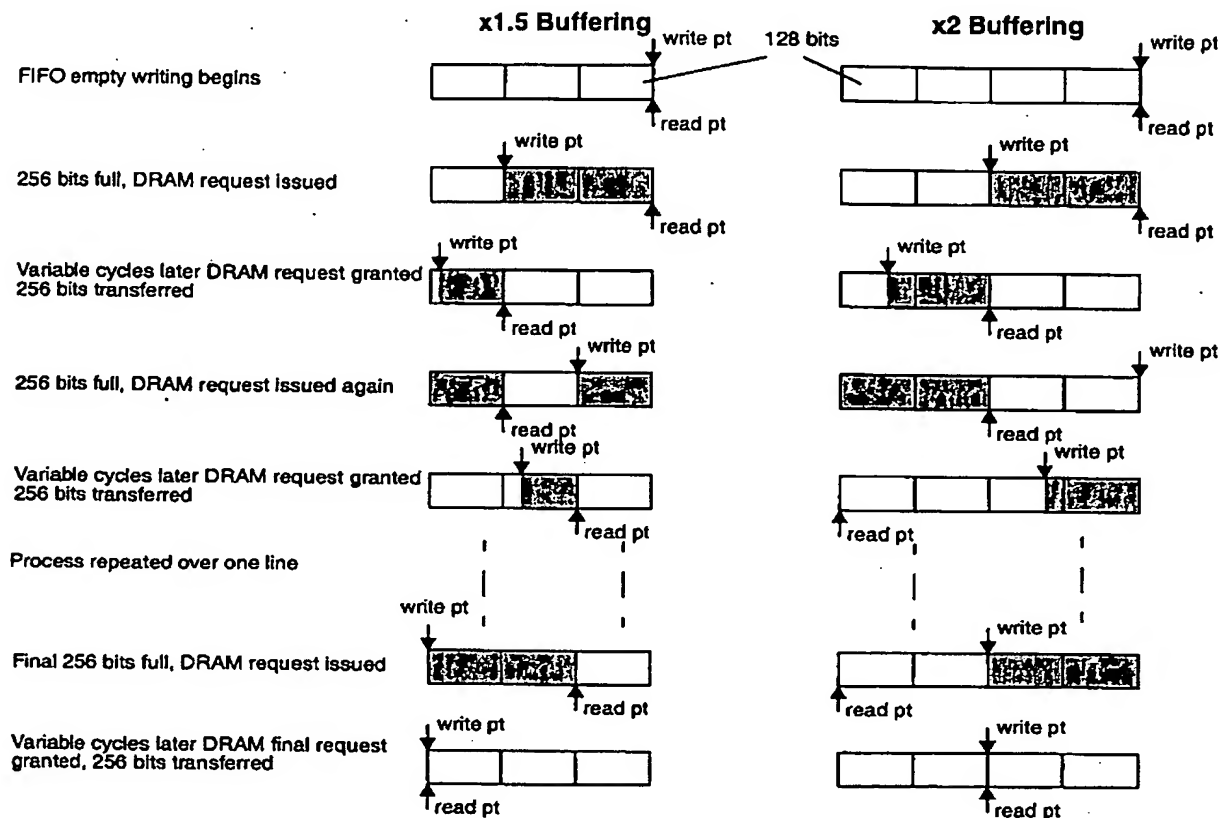 x1.5 Buffering
x2 Buffering
write pt
128 bits
write pt
FIFO empty writing begins
read pt
read pt
write pt
write pt
256 bits full, DRAM request issued
read pt
read pt
write pt
write pt
Variable cycles later DRAM request granted
256 bits transferred
read pt
read pt
write pt
write pt
256 bits full, DRAM request issued again
read pt
read pt
write pt
write pt
Variable cycles later DRAM request granted
256 bits transferred
read pt
read pt
Process repeated over one line
write pt
write pt
Final 256 bits full, DRAM request issued
read pt
read pt
write pt
write pt
Variable cycles later DRAM final request
granted, 256 bits transferred
read pt
read pt